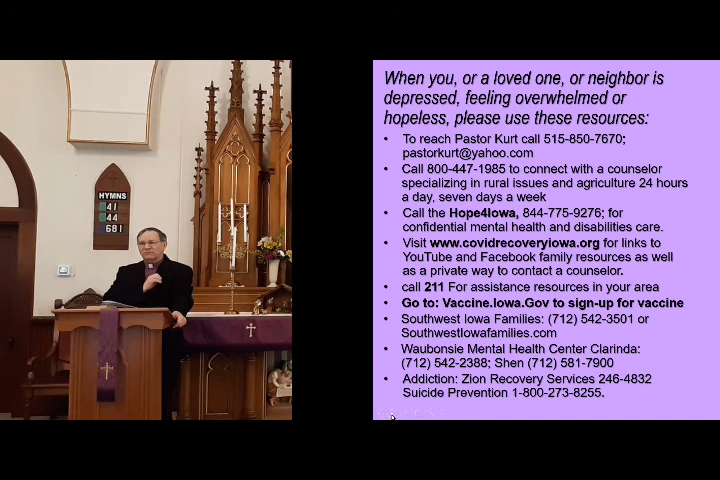 HYMNS
41
44
681
When you, or a loved one, or neighbor is
depressed, feeling overwhelmed or
hopeless, please use these resources:
• To reach Pastor Kurt call 515-850-7670;
pastorkurt@yahoo.com
• Call 800-447-1985 to connect with a counselor
specializing in rural issues and agriculture 24 hours
a day, seven days a week
• Call the Hope4Iowa, 844-775-9276; for
confidential mental health and disabilities care.
• Visit www.covidrecoveryiowa.org for links to
YouTube and Facebook family resources as well
as a private way to contact a counselor.
• call 211 For assistance resources in your area
• Go to: Vaccine.Iowa.Gov to sign-up for vaccine
• Southwest Iowa Families: (712) 542-3501 or
SouthwestIowafamilies.com
• Waubonsie Mental Health Center Clarinda:
(712) 542-2388; Shen (712) 581-7900
• Addiction: Zion Recovery Services 246-4832
Suicide Prevention 1-800-273-8255.